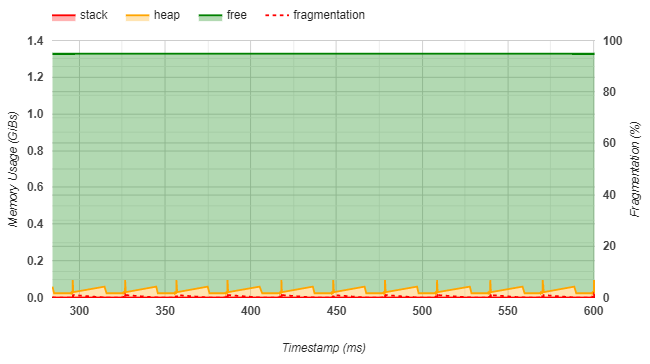 stack heap free fragmentation
1.4 100
1.2 80
1.0
0.8 60
0.6 40
0.4
0.2 20
0.0 0
Memory Usage (GiBs)
Fragmentation (%)
300 350 400 450 500 550 600
Timestamp (ms)